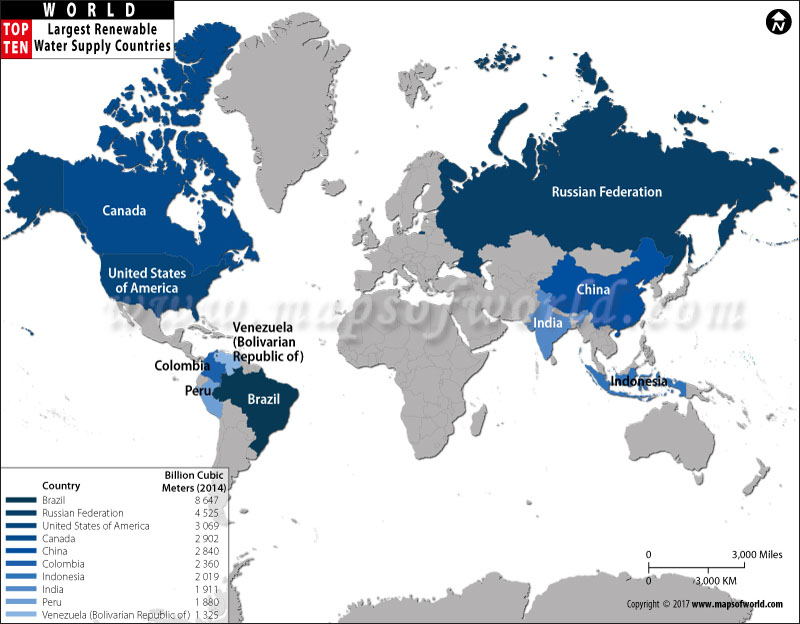 WORLD
TOP
TEN
Largest Renewable
Water Supply Countries
N
Canada
Russian Federation
United States
of America
China
India
www.mapsofworld.com
Venezuela
(Bolivarian
Republic of)
Colombia
Indonesia
Peru
Brazil
Country Billion Cubic
Meters (2014)
Brazil 8 647
Russian Federation 4 525
United States of America 3 069
Canada 2 902
China 2 840
Colombia 2 360
Indonesia 2 019
India 1 911
Peru 1 880
Venezuela (Bolivarian Republic of) 1 325
0 3,000 Miles
0 3,000 KM
Copyright © 2017 www.mapsofworld.com